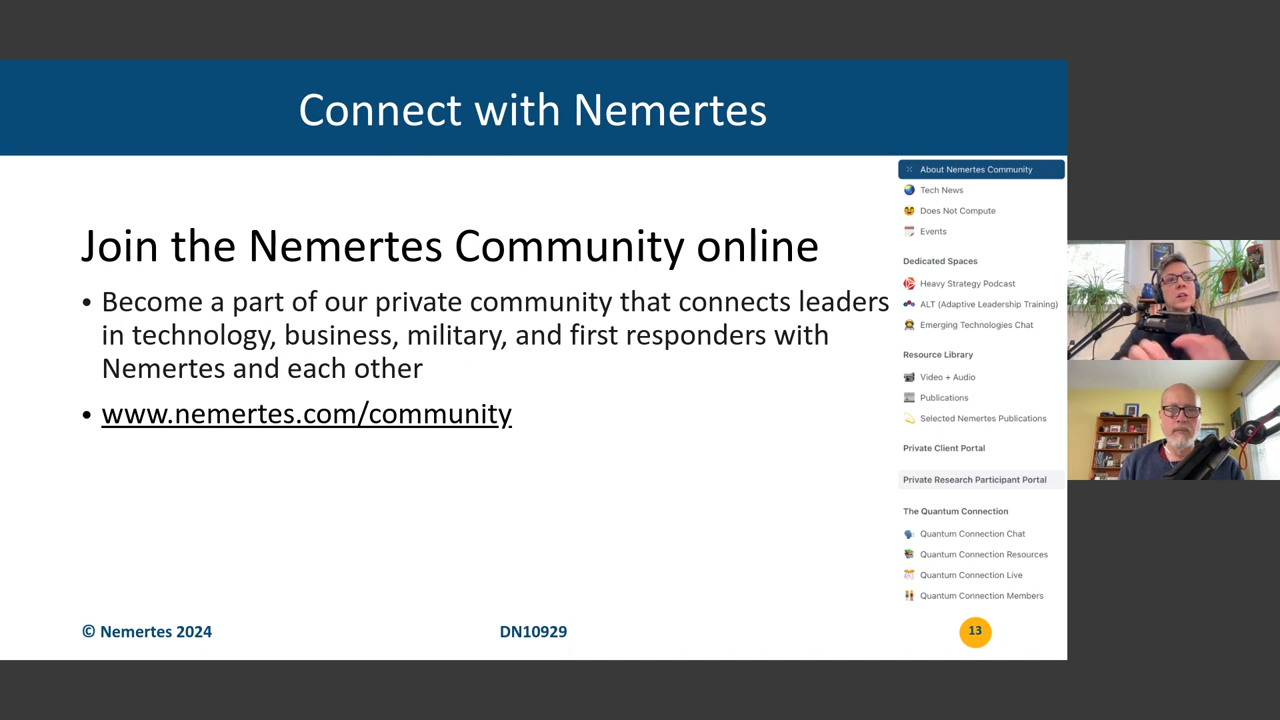 Connect with Nemertes
Join the Nemertes Community online
• Become a part of our private community that connects leaders
in technology, business, military, and first responders with
Nemertes and each other
• www.nemertes.com/community
About Nemertes Community
Tech News
Does Not Compute
Events
Dedicated Spaces
Heavy Strategy Podcast
ALT (Adaptive Leadership Training)
Emerging Technologies Chat
Resource Library
Video + Audio
Publications
Selected Nemertes Publications
Private Client Portal
Private Research Participant Portal
The Quantum Connection
Quantum Connection Chat
Quantum Connection Resources
Quantum Connection Live
Quantum Connection Members
© Nemertes 2024
DN10929
13